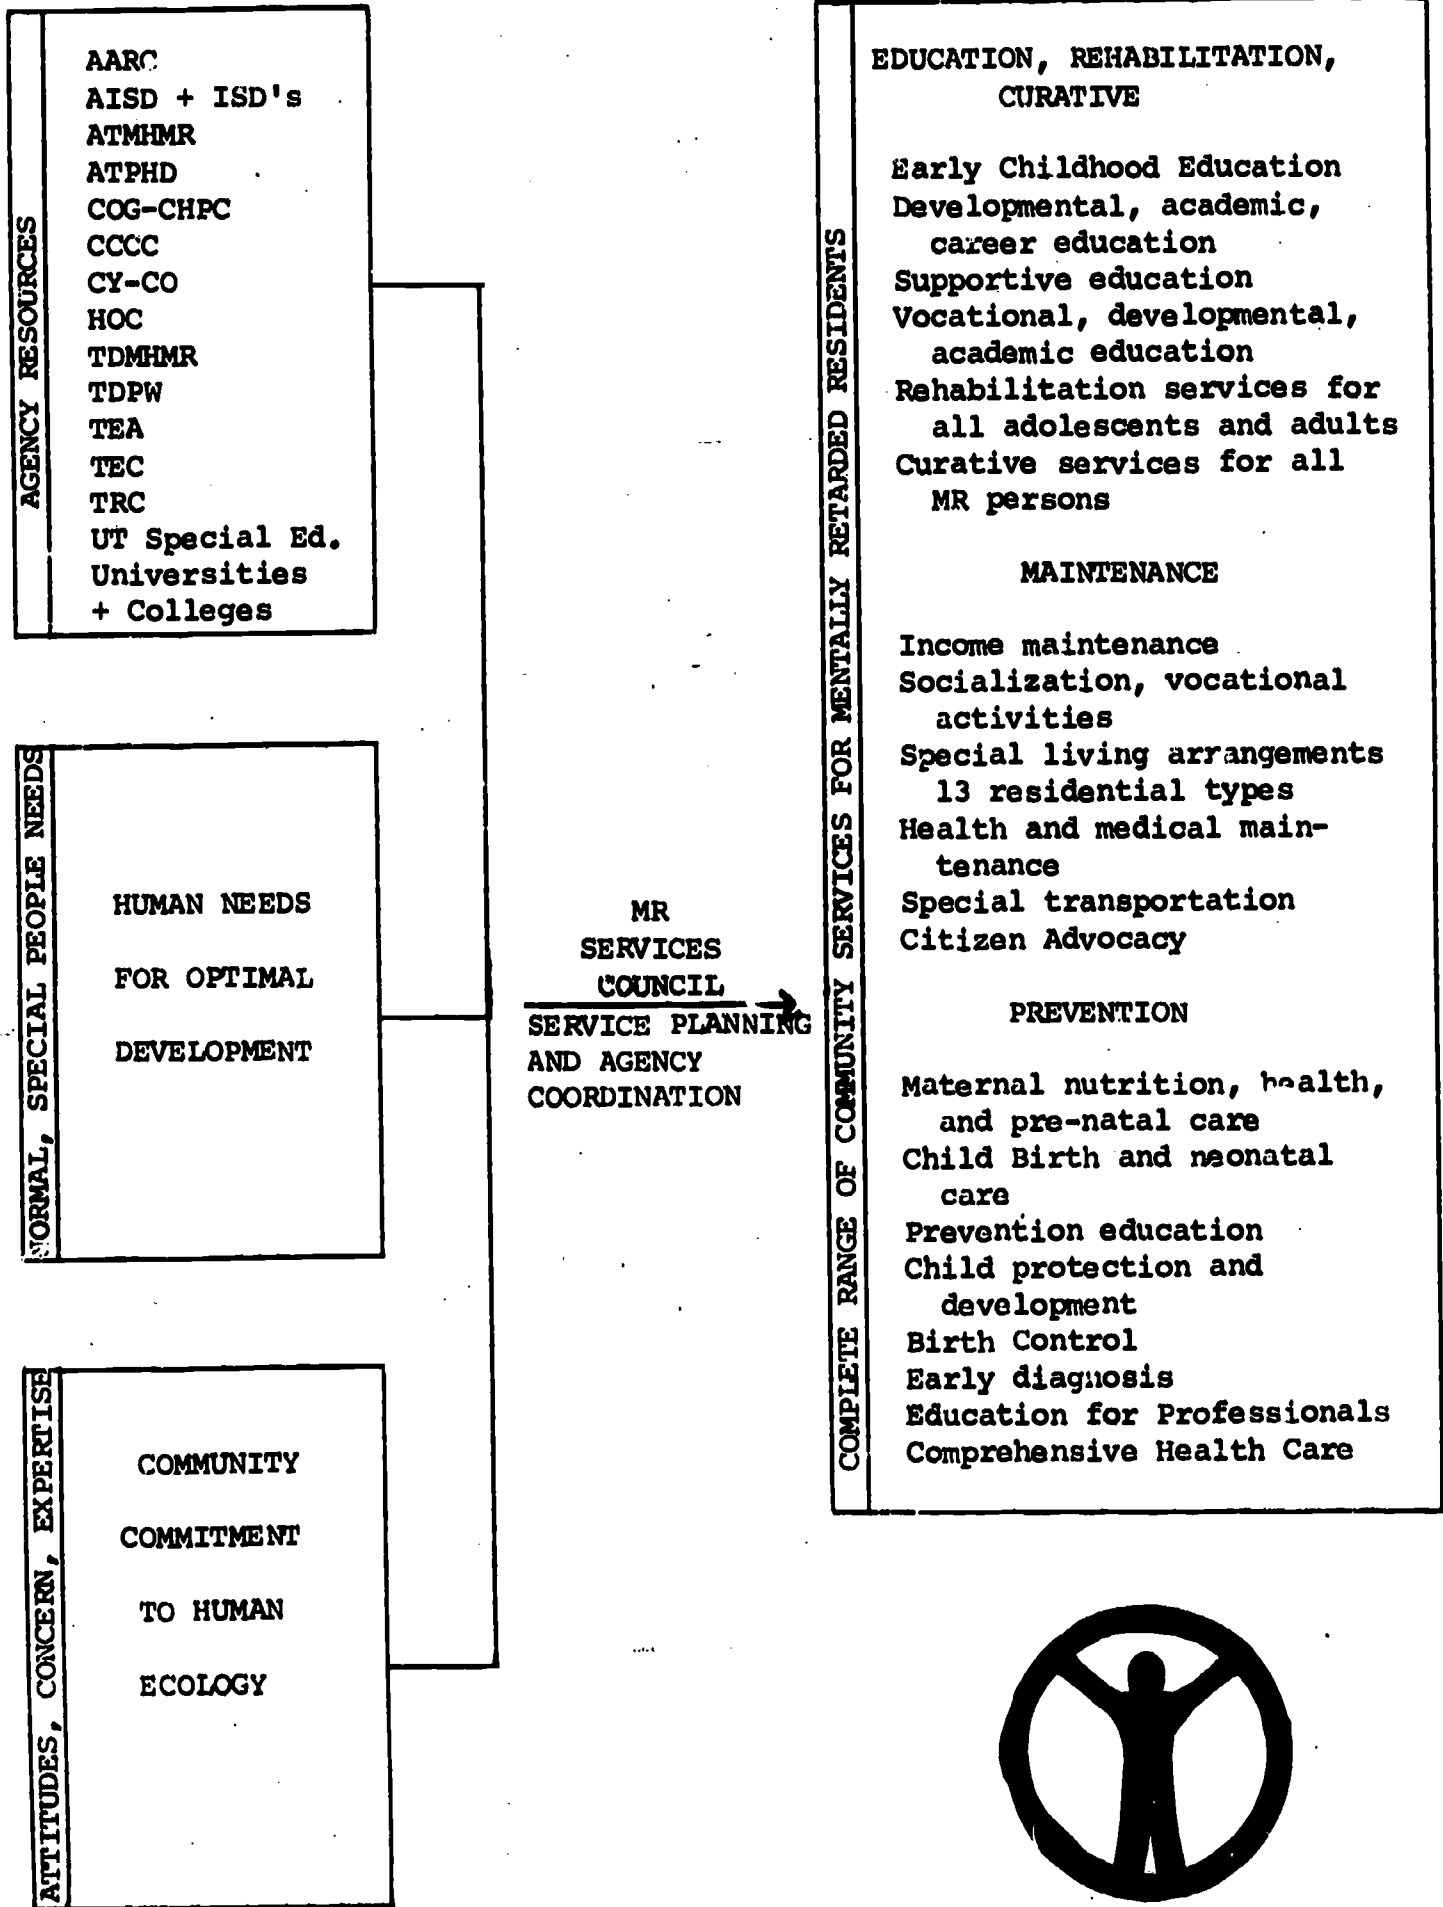 AGENCY RESOURCES
AARC
AISD + ISD's
ATMHMR
ATPHD
COG-CHPC
CCCC
CY-CO
HOC
TDMHMR
TDPW
TEA
TEC
TRC
UT Special Ed.
Universities
+ Colleges
NORMAL, SPECIAL PEOPLE NEEDS
HUMAN NEEDS
FOR OPTIMAL
DEVELOPMENT
ATTITUDES, CONCERN, EXPERTISE
COMMUNITY
COMMITMENT
TO HUMAN
ECOLOGY
MR
SERVICES
COUNCIL
SERVICE PLANNING
AND AGENCY
COORDINATION
COMPLETE RANGE OF COMMUNITY SERVICES FOR MENTALLY RETARDED RESIDENTS
EDUCATION, REHABILITATION,
CURATIVE
Early Childhood Education
Developmental, academic,
career education
Supportive education
Vocational, developmental,
academic education
Rehabilitation services for
all adolescents and adults
Curative services for all
MR persons
MAINTENANCE
Income maintenance
Socialization, vocational
activities
Special living arrangements
13 residential types
Health and medical main-
tenance
Special transportation
Citizen Advocacy
PREVENTION
Maternal nutrition, health,
and pre-natal care
Child Birth and neonatal
care
Prevention education
Child protection and
development
Birth Control
Early diagnosis
Education for Professionals
Comprehensive Health Care